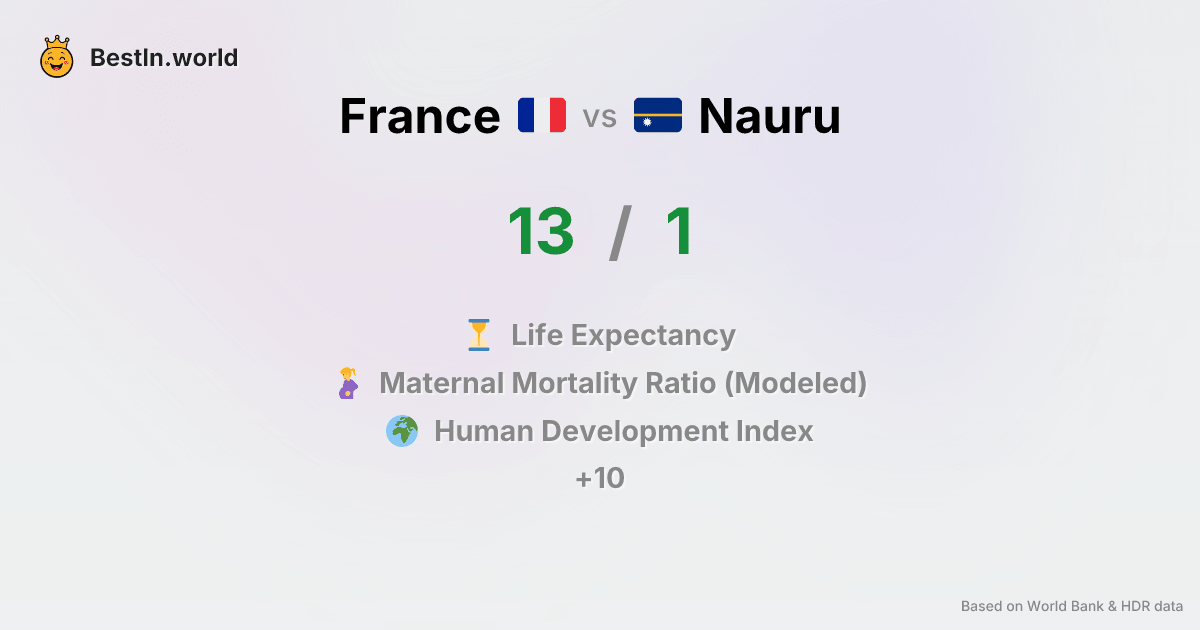 BestIn.world
France vs Nauru
13 / 1
Life Expectancy
Maternal Mortality Ratio (Modeled)
Human Development Index
+10
Based on World Bank & HDR data